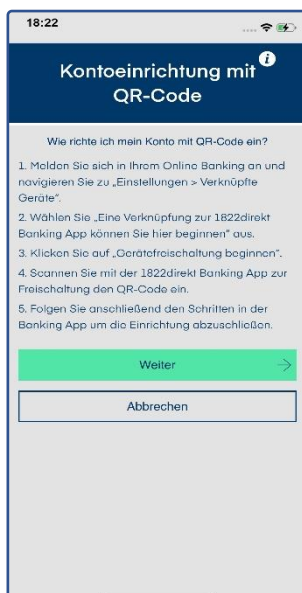 18:22
Kontoeinrichtung mit
QR-Code
Wie richte ich mein Konto mit QR-Code ein?
1. Melden Sie sich in Ihrem Online Banking an und
navigieren Sie zu „Einstellungen > Verknüpfte
Geräte“.
2. Wählen Sie „Eine Verknüpfung zur 1822direkt
Banking App können Sie hier beginnen“ aus.
3. Klicken Sie auf „Gerätefreischaltung beginnen“.
4. Scannen Sie mit der 1822direkt Banking App zur
Freischaltung den QR-Code ein.
5. Folgen Sie anschließend den Schritten in der
Banking App um die Einrichtung abzuschließen.
Weiter
Abbrechen